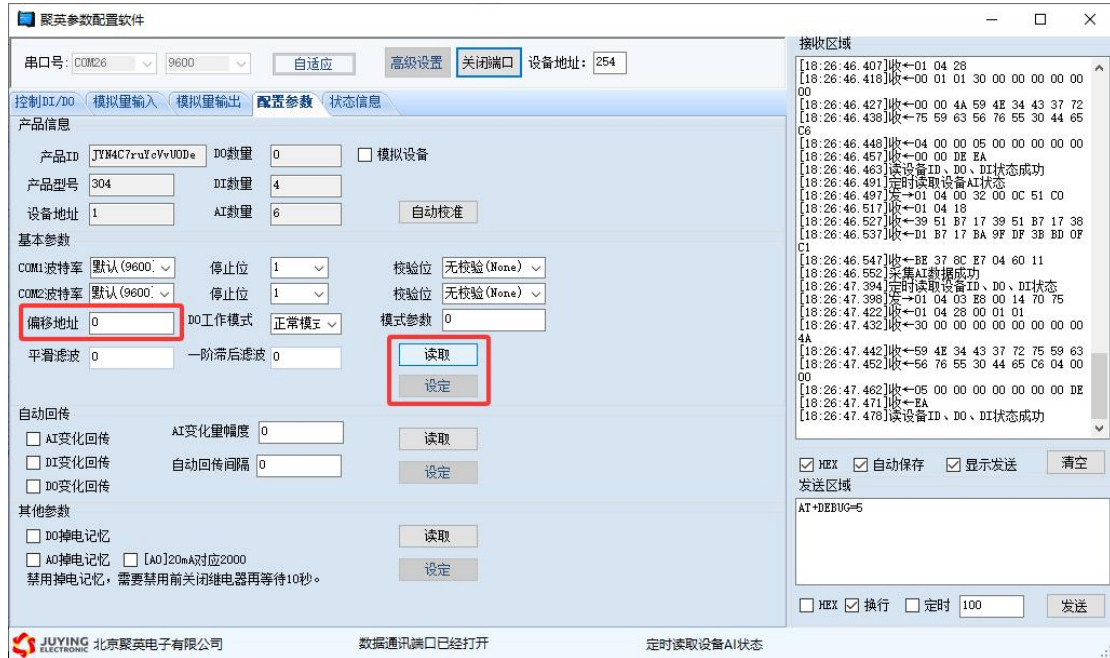 聚英参数配置软件
串口号: COM26 9600 自适应 高级设置 关闭端口 设备地址: 254
控制DI/DO 模拟量输入 模拟量输出 配置参数 状态信息
产品信息
产品ID JYN4C7ruYcVvU0De DO数量 0 模拟设备
产品型号 304 DI数量 4
设备地址 1 AI数量 6 自动校准
基本参数
COM1波特率 默认(9600) 停止位 1 校验位 无校验(None)
COM2波特率 默认(9600) 停止位 1 校验位 无校验(None)
偏移地址 0 DO工作模式 正常模式 模式参数 0
平滑滤波 0 一阶滞后滤波 0 读取
设定
自动回传
AI变化回传 AI变化量幅度 0 读取
DI变化回传 自动回传间隔 0 设定
DO变化回传
其他参数
DO掉电记忆 读取
AO掉电记忆 [AO]20mA对应2000 设定
禁用掉电记忆，需要禁用前关闭继电器再等待10秒。
JUYING ELECTRONIC 北京聚英电子有限公司 数据通讯端口已经打开 定时读取设备AI状态
接收区域
[18:26:46.407]收←01 04 28
[18:26:46.418]收←00 01 01 30 00 00 00 00 00
00
[18:26:46.427]收←00 00 4A 59 4E 34 43 37 72
[18:26:46.438]收←75 59 63 56 76 55 30 44 65
C6
[18:26:46.448]收←04 00 00 05 00 00 00 00 00
[18:26:46.457]收←00 00 DE EA
[18:26:46.463]读设备ID、DO、DI状态成功
[18:26:46.491]定时读取设备AI状态
[18:26:46.497]发→01 04 00 32 00 0C 51 C0
[18:26:46.517]收←01 04 18
[18:26:46.527]收←39 51 B7 17 39 51 B7 17 38
[18:26:46.537]收←D1 B7 17 BA 9F DF 3B BD 0F
C1
[18:26:46.547]收←BE 37 8C E7 04 60 11
[18:26:46.552]采集AI数据成功
[18:26:47.394]定时读取设备ID、DO、DI状态
[18:26:47.398]发→01 04 03 E8 00 14 70 75
[18:26:47.422]收←01 04 28 00 01 01
[18:26:47.432]收←30 00 00 00 00 00 00 00 00
4A
[18:26:47.442]收←59 4E 34 43 37 72 75 59 63
[18:26:47.452]收←56 76 55 30 44 65 C6 04 00
00
[18:26:47.462]收←05 00 00 00 00 00 00 00 DE
[18:26:47.471]收←EA
[18:26:47.478]读设备ID、DO、DI状态成功
HEX 自动保存 显示发送 清空
发送区域
AT+DEBUG=5
HEX 换行 定时 100 发送